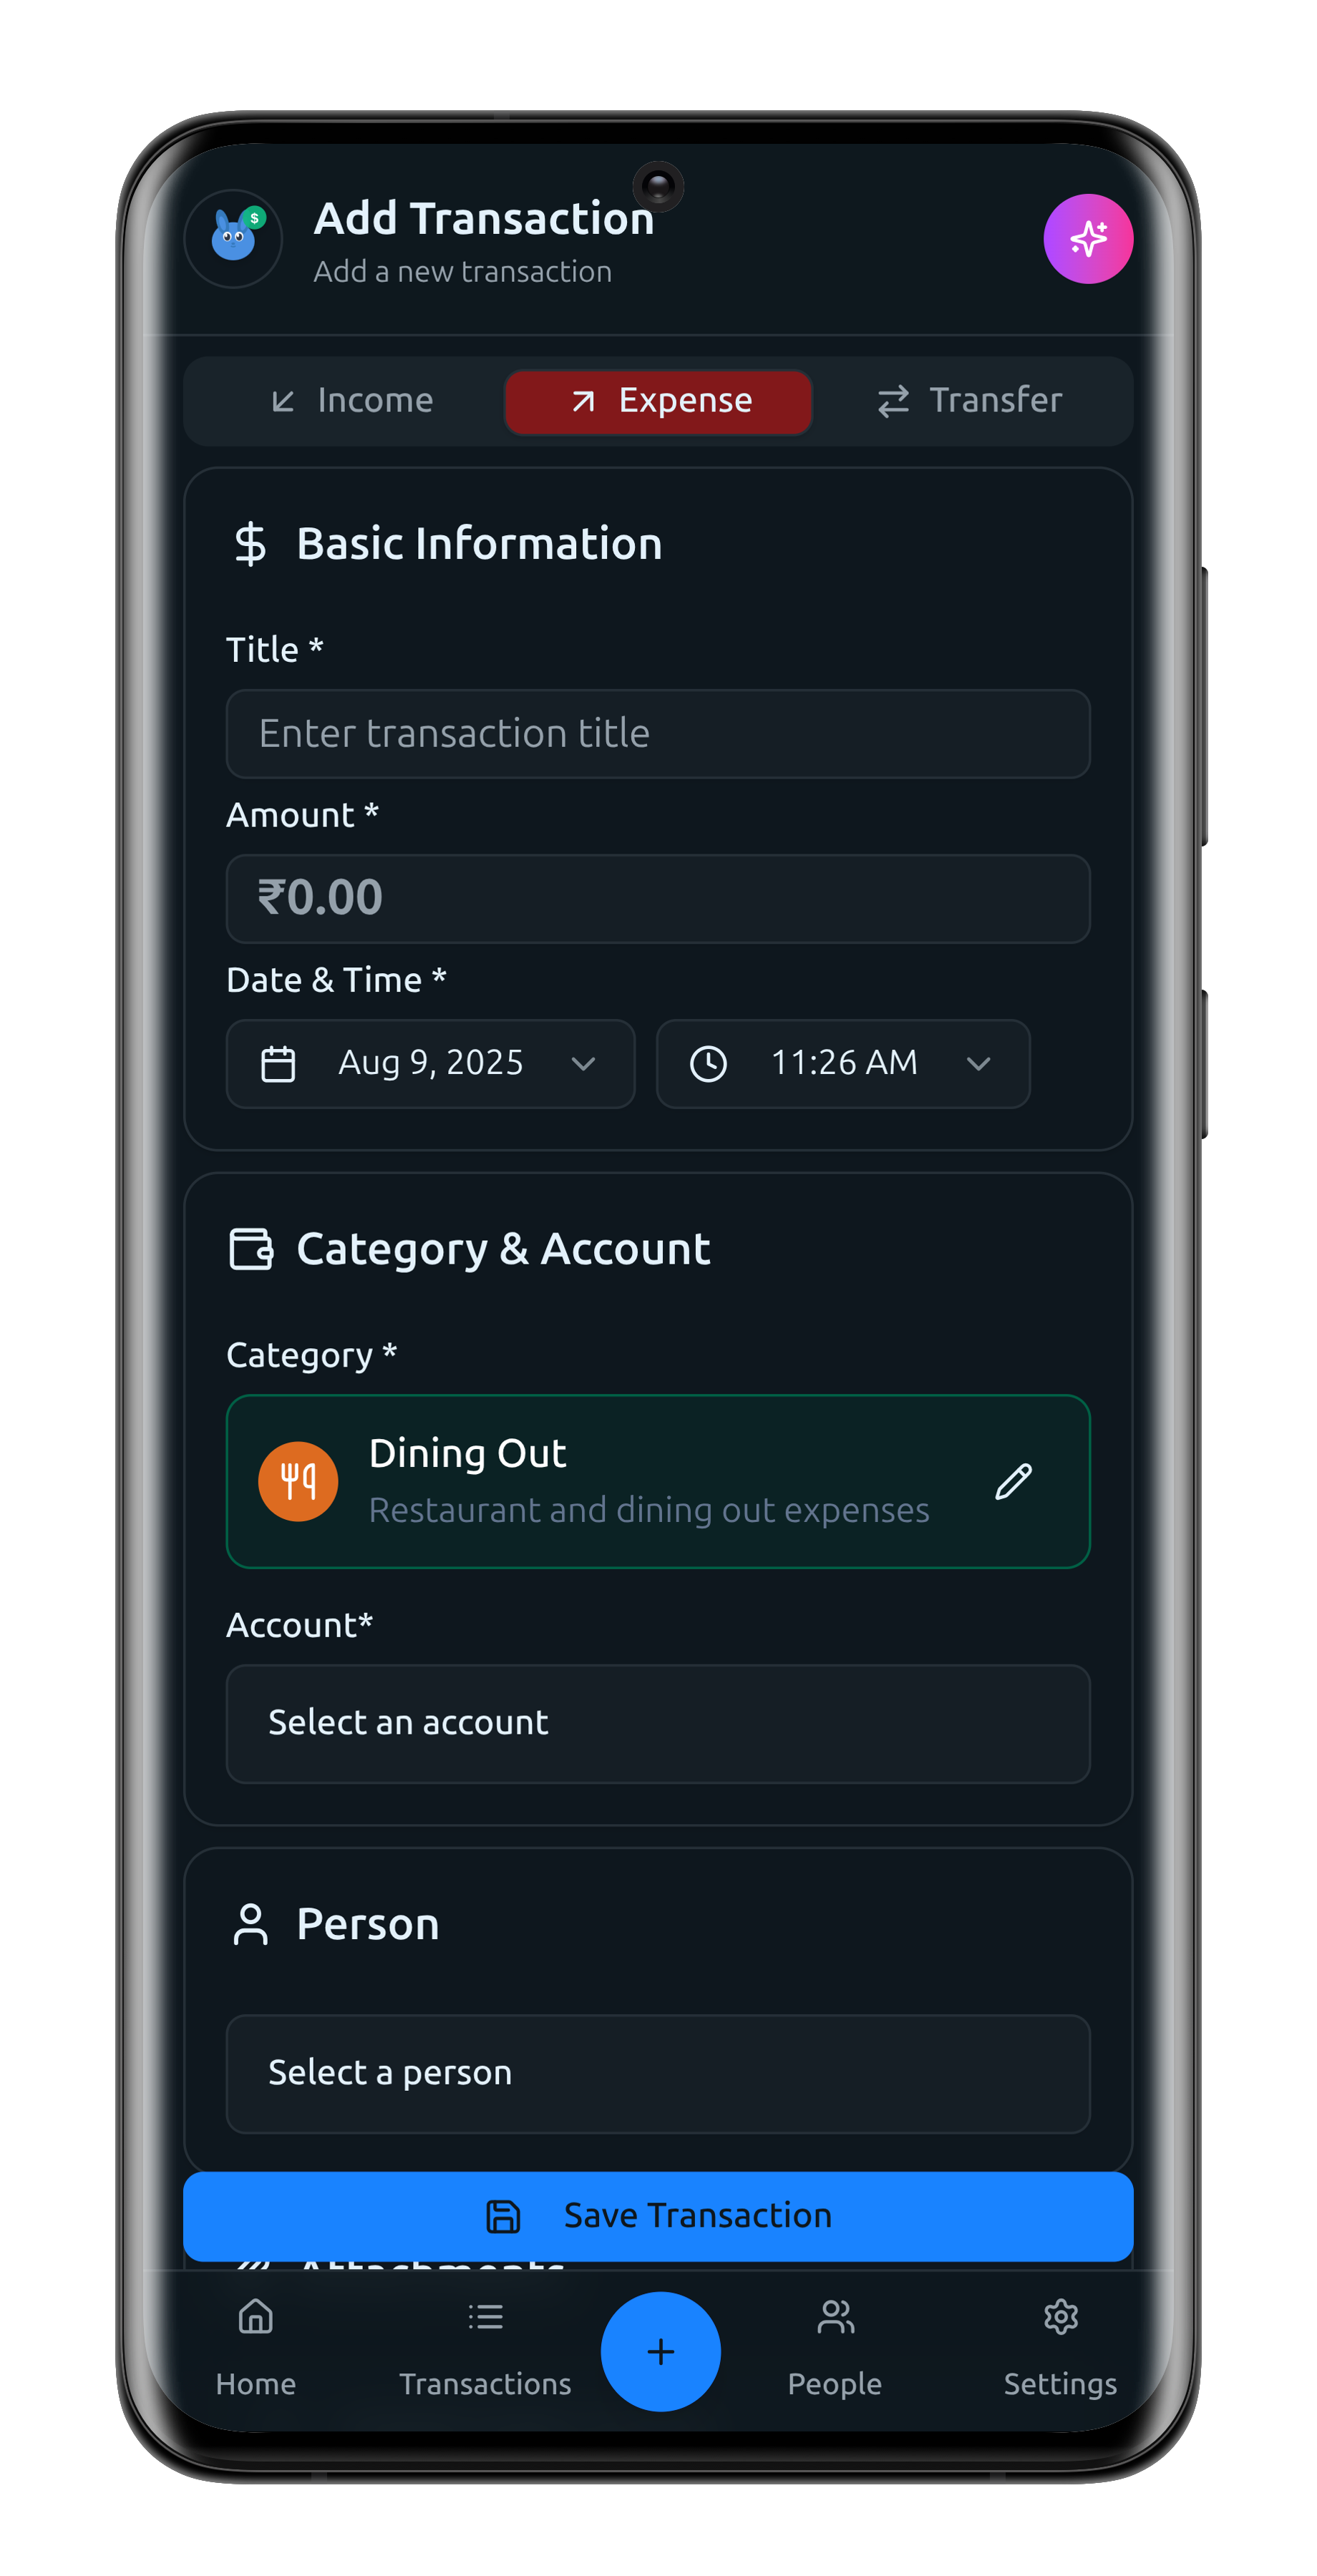 $
Add Transaction
Add a new transaction
Income
Expense
Transfer
Basic Information
Title *
Enter transaction title
Amount *
₹0.00
Date & Time *
Aug 9, 2025
11:26 AM
Category & Account
Category *
Dining Out
Restaurant and dining out expenses
Account*
Select an account
Person
Select a person
Save Transaction
Attachments
Home
Transactions
People
Settings